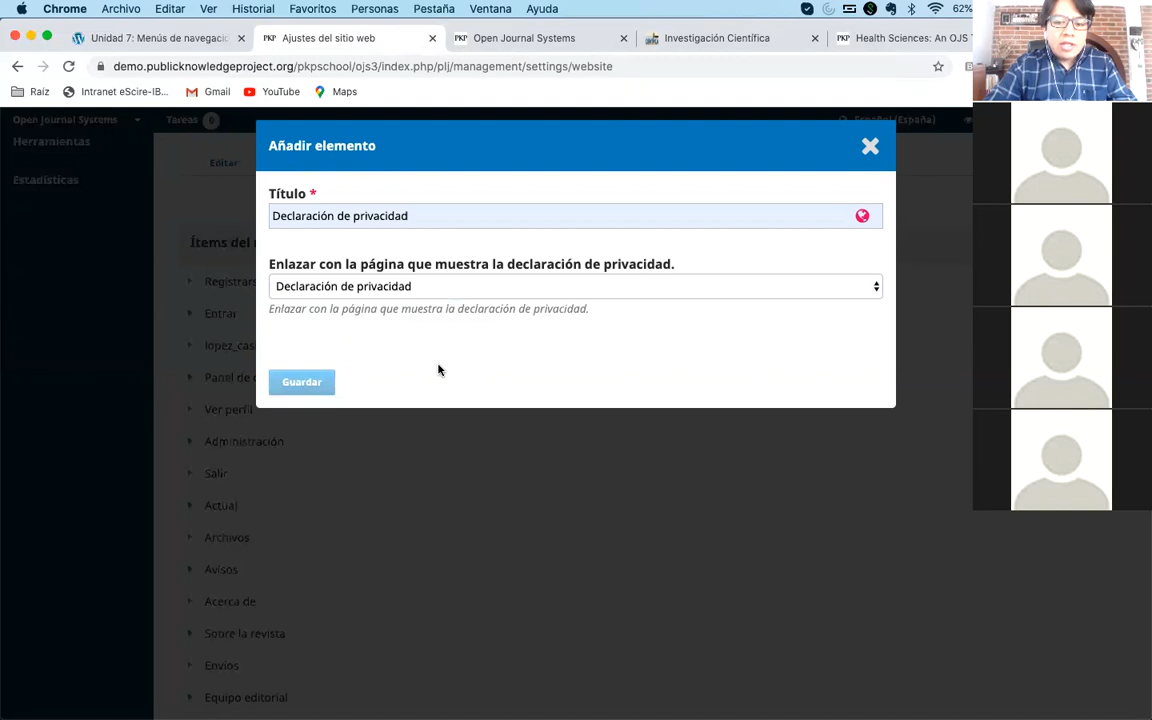 Chrome Archivo Editar Ver Historial Favoritos Personas Pestaña Ventana Ayuda 62%
Unidad 7: Menús de navegació Ajustes del sitio web Open Journal Systems Investigación Científica Health Sciences: An OJS
demo.publicknowledgeproject.org/pkpschool/ojs3/index.php/plj/management/settings/website
Raíz Intranet eScire-IB... Gmail YouTube Maps
Open Journal Systems Tareas 0 Español (España)
Herramientas
Estadísticas
Editar
Añadir elemento
Título *
Declaración de privacidad
Enlazar con la página que muestra la declaración de privacidad.
Declaración de privacidad
Enlazar con la página que muestra la declaración de privacidad.
Guardar
Ítems del
Registrars
Entrar
lopez_cas
Panel de
Ver perfil
Administración
Salir
Actual
Archivos
Avisos
Acerca de
Sobre la revista
Envíos
Equipo editorial